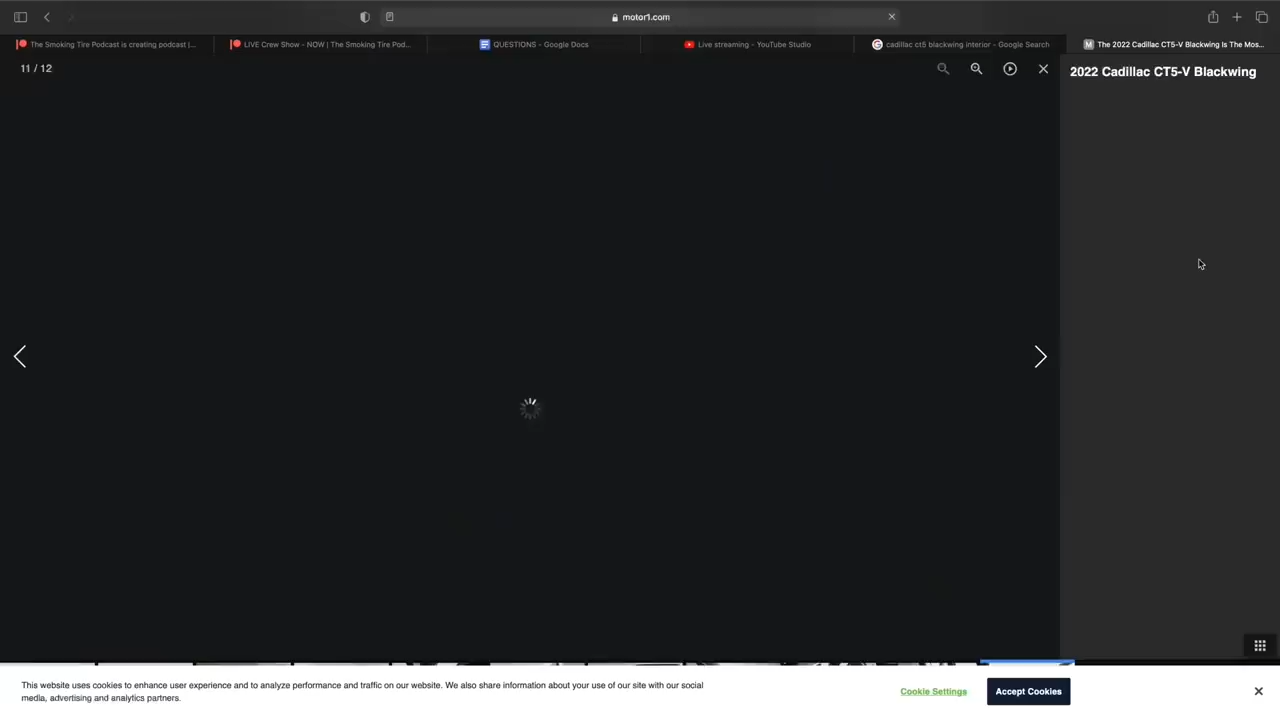 motor1.com
The Smoking Tire Podcast is creating podcast |...
LIVE Crew Show - NOW | The Smoking Tire Pod...
QUESTIONS - Google Docs
Live streaming - YouTube Studio
cadillac ct5 blackwing interior - Google Search
M The 2022 Cadillac CT5-V Blackwing Is The Mos...
11 / 12
2022 Cadillac CT5-V Blackwing
This website uses cookies to enhance user experience and to analyze performance and traffic on our website. We also share information about your use of our site with our social
media, advertising and analytics partners.
Cookie Settings
Accept Cookies